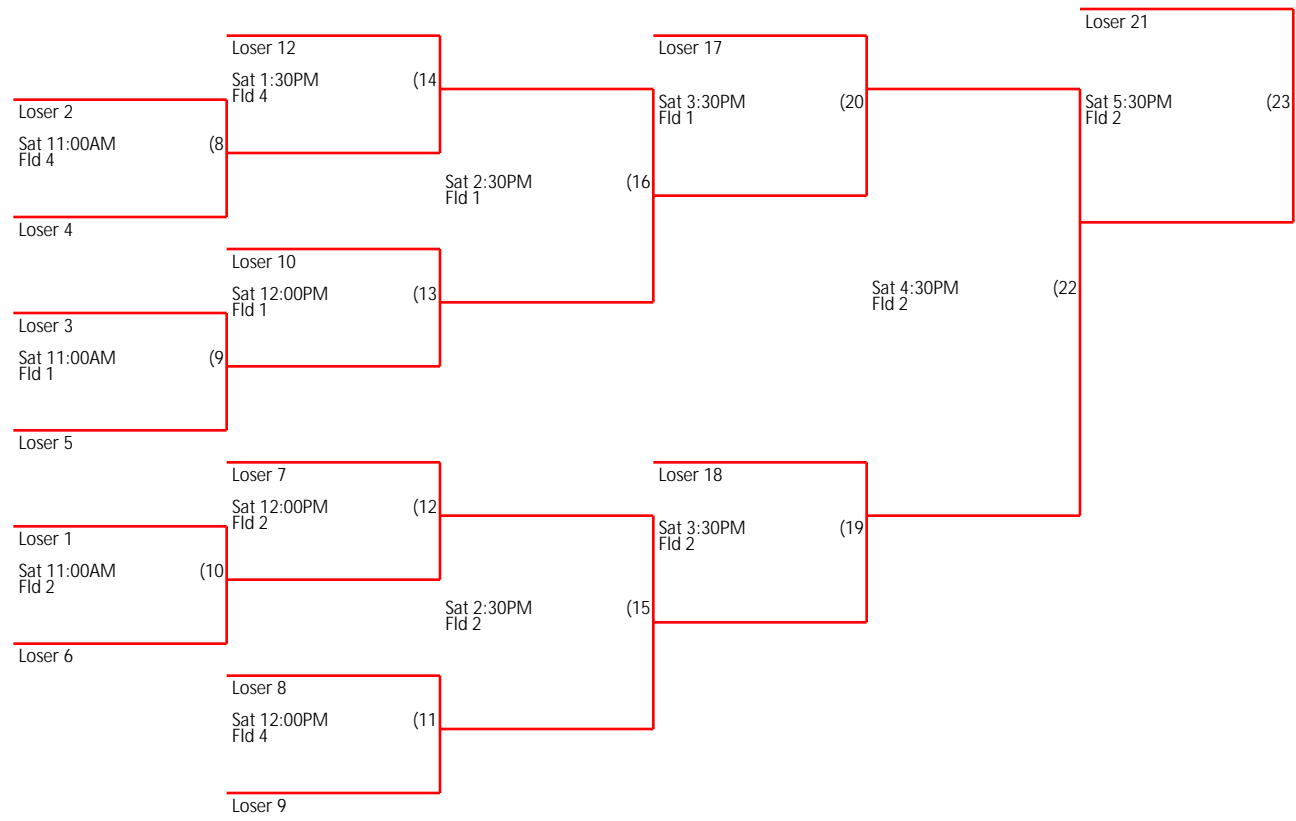 Loser 21
Loser 12
Loser 17
Sat 1:30PM (14
Fld 4
Sat 3:30PM (20
Fld 1
Sat 5:30PM (23
Fld 2
Loser 2
Sat 11:00AM (8
Fld 4
Sat 2:30PM (16
Fld 1
Loser 4
Loser 10
Sat 12:00PM (13
Fld 1
Sat 4:30PM (22
Fld 2
Loser 3
Sat 11:00AM (9
Fld 1
Loser 5
Loser 7
Loser 18
Sat 12:00PM (12
Fld 2
Sat 3:30PM (19
Fld 2
Loser 1
Sat 11:00AM (10
Fld 2
Sat 2:30PM (15
Fld 2
Loser 6
Loser 8
Sat 12:00PM (11
Fld 4
Loser 9